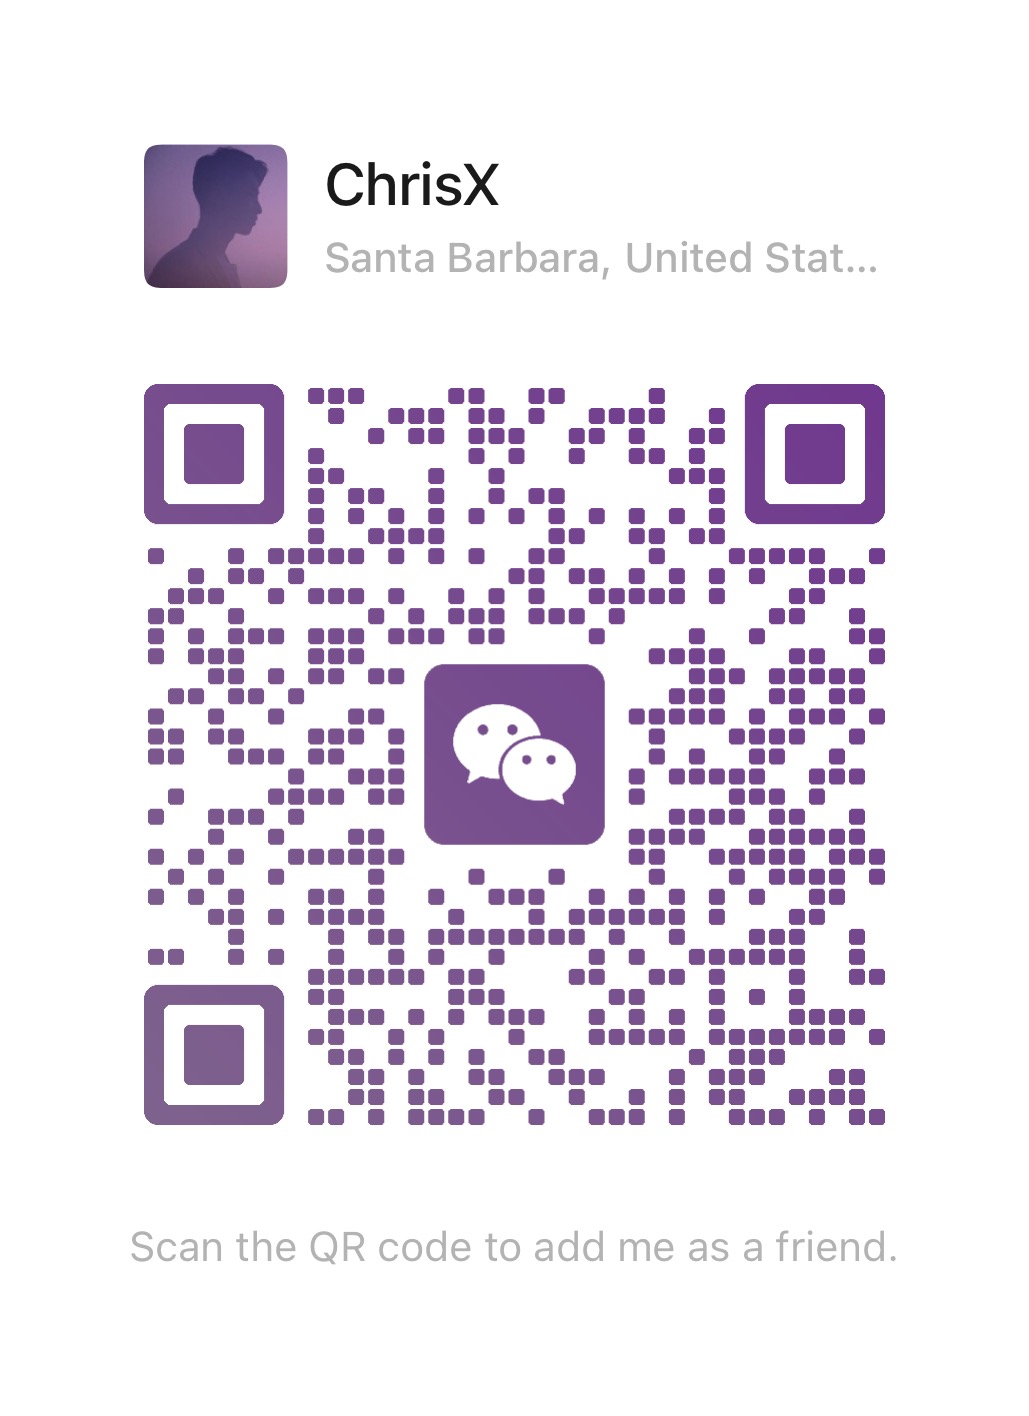 ChrisX
Santa Barbara, United Stat...
Scan the QR code to add me as a friend.